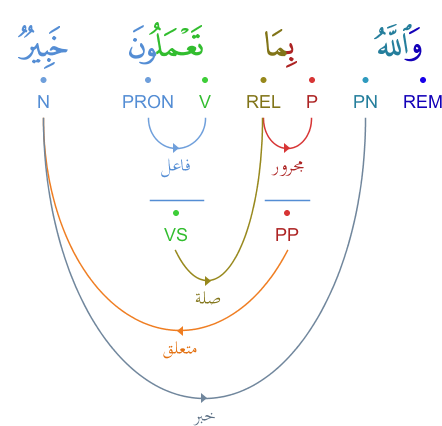 وَٱللَّهُ بِمَا تَعْمَلُونَ خَبِيرٌ
REM PN P REL V PRON N
فاعل مجرور
VS PP
صلة
متعلق
خبر